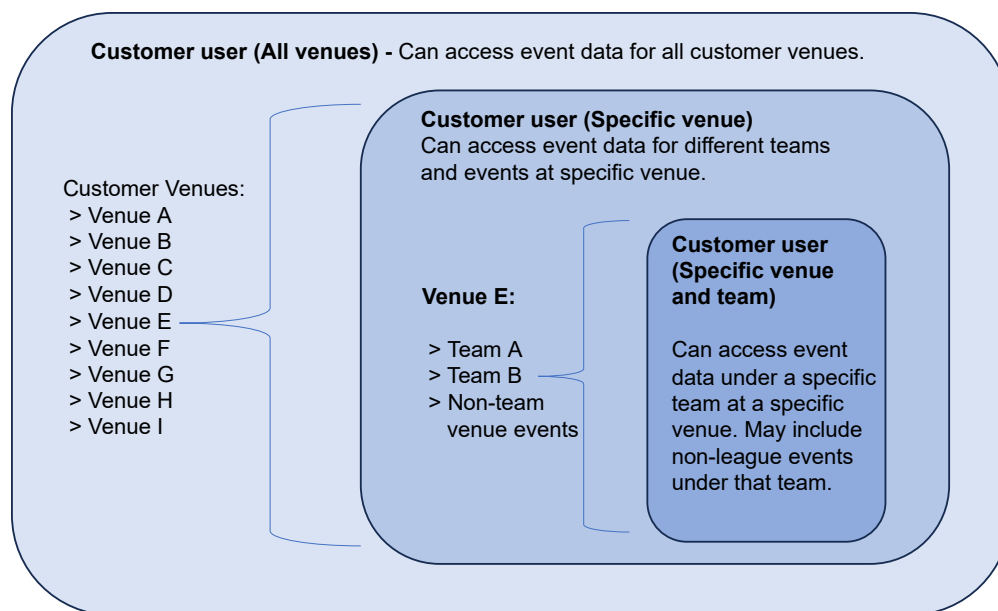 Customer user (All venues) - Can access event data for all customer venues.
Customer user (Specific venue)
Can access event data for different teams
and events at specific venue.
Customer Venues:
> Venue A
> Venue B
> Venue C
> Venue D
> Venue E
> Venue F
> Venue G
> Venue H
> Venue I
Venue E:
> Team A
> Team B
> Non-team
venue events
Customer user
(Specific venue
and team)
Can access event
data under a specific
team at a specific
venue. May include
non-league events
under that team.